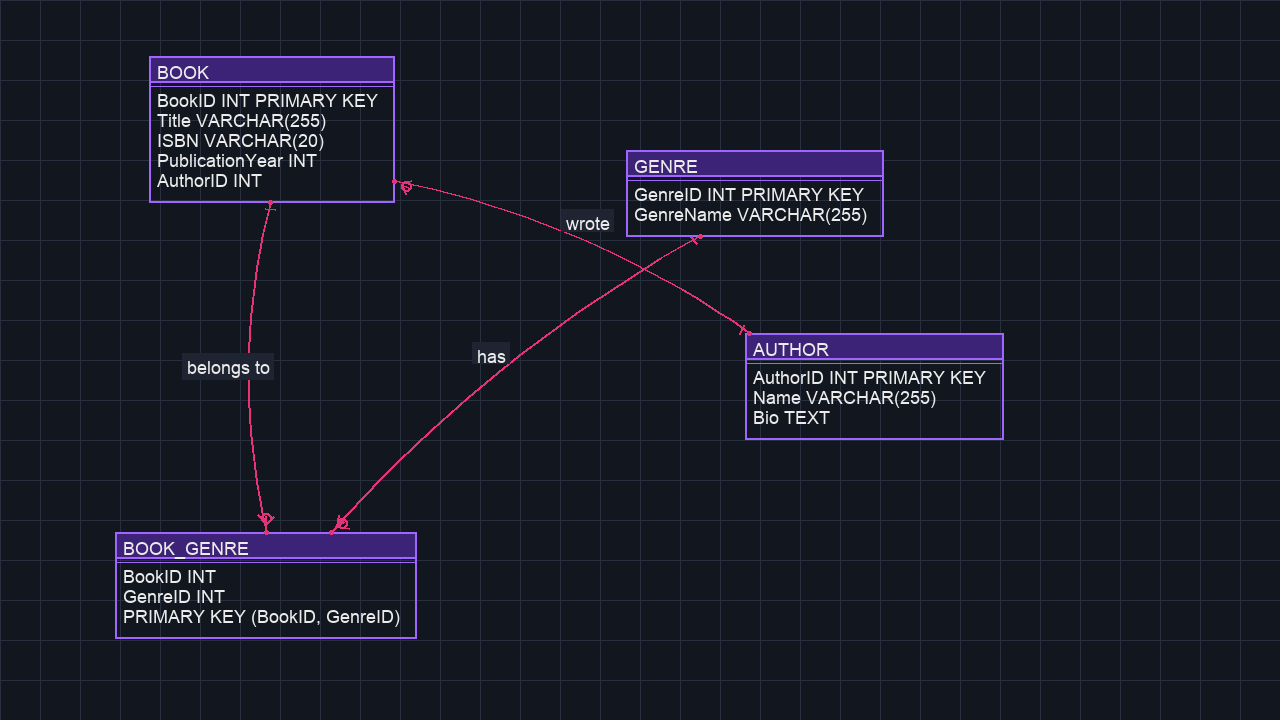 BOOK
BookID INT PRIMARY KEY
Title VARCHAR(255)
ISBN VARCHAR(20)
PublicationYear INT
AuthorID INT
GENRE
GenreID INT PRIMARY KEY
GenreName VARCHAR(255)
wrote
AUTHOR
AuthorID INT PRIMARY KEY
Name VARCHAR(255)
Bio TEXT
has
belongs to
BOOK_GENRE
BookID INT
GenreID INT
PRIMARY KEY (BookID, GenreID)